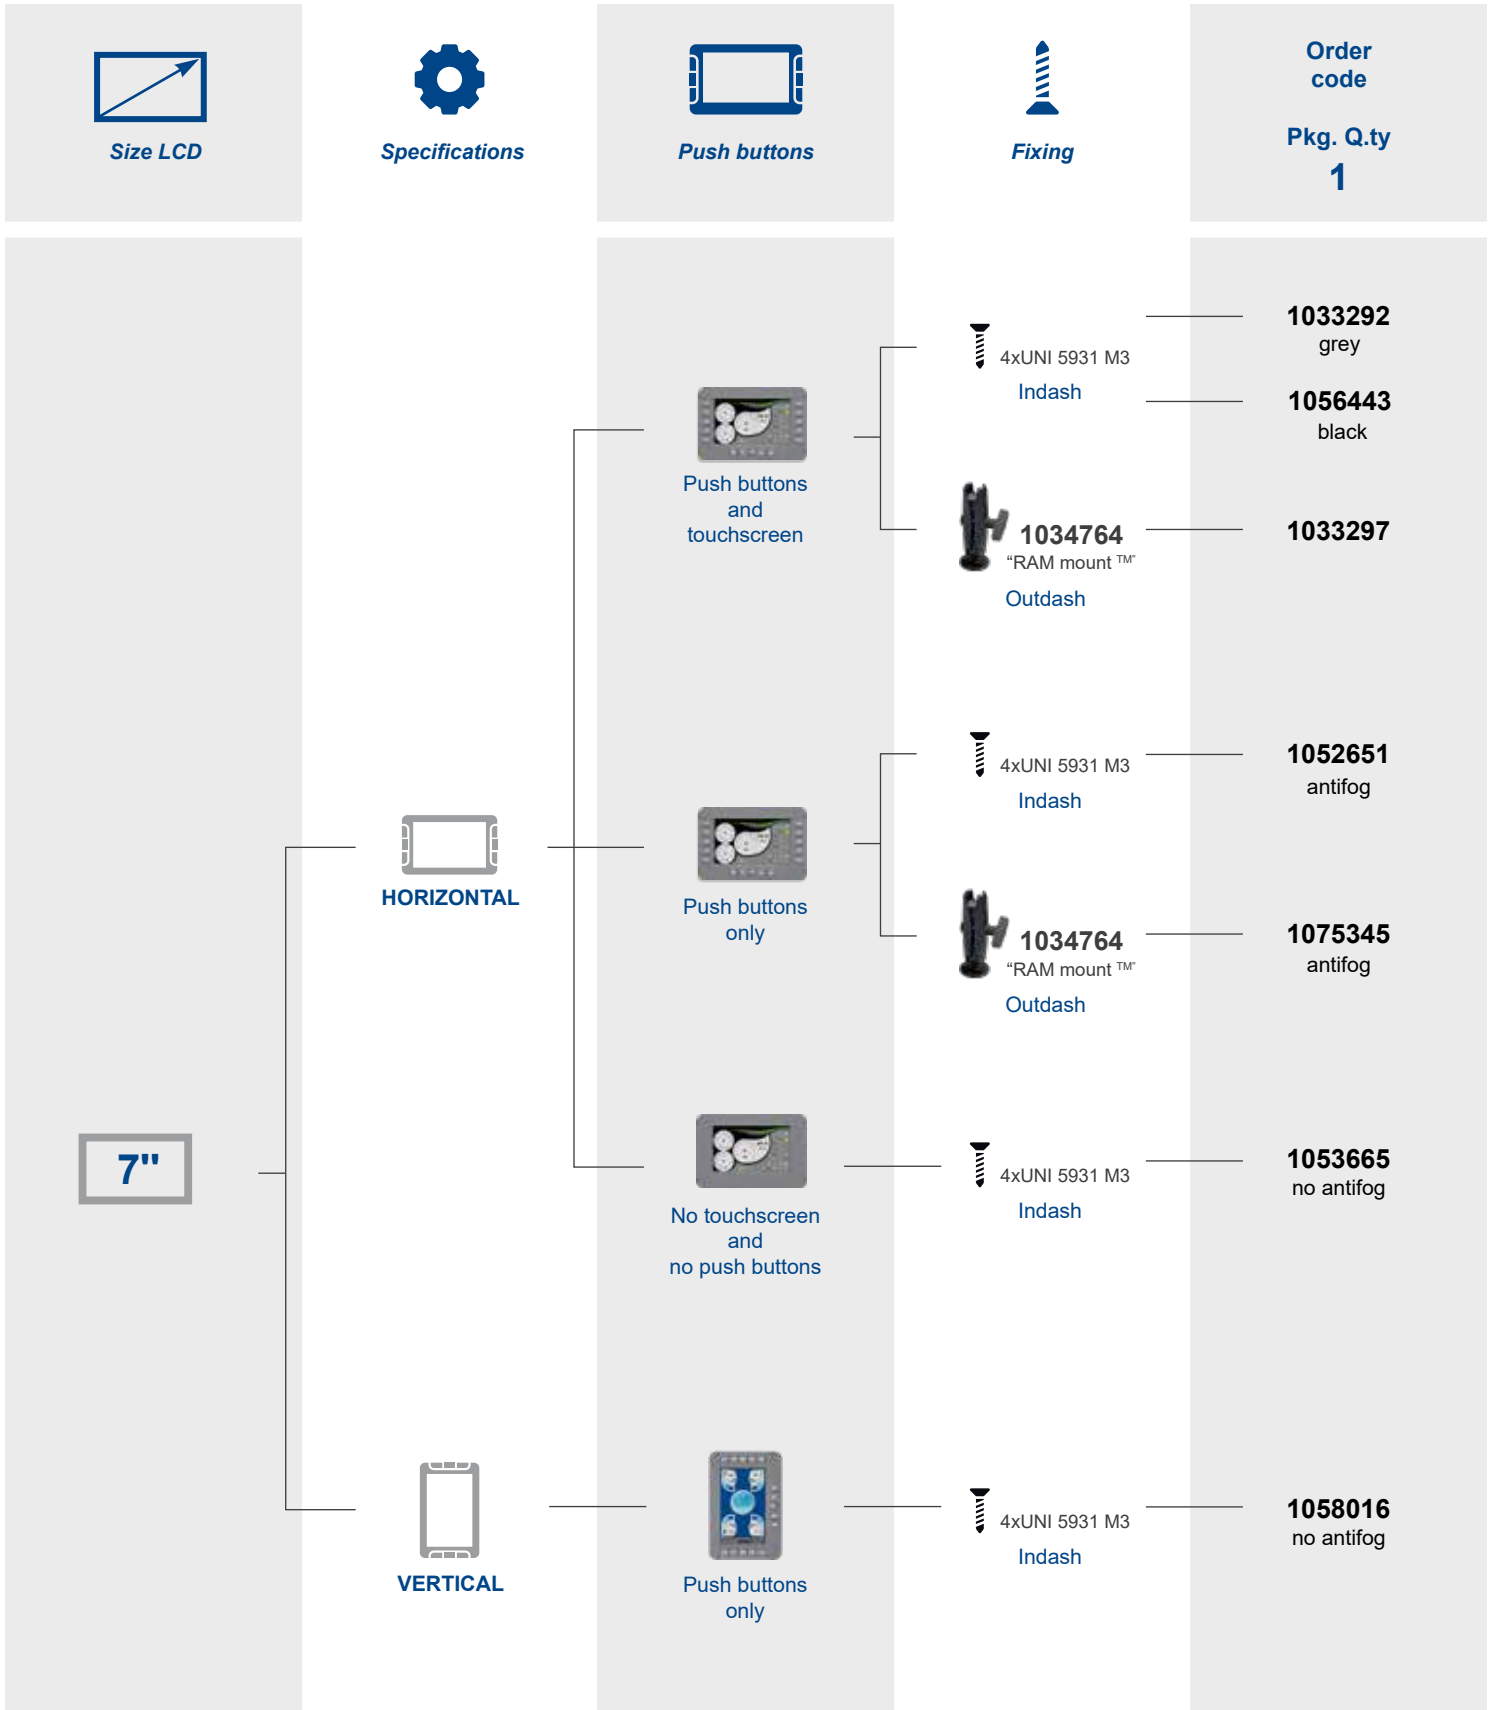 Size LCD
Specifications
Push buttons
Fixing
Order
code
Pkg. Q.ty
1
7"
HORIZONTAL
Push buttons
and
touchscreen
4xUNI 5931 M3
Indash
1033292
grey
1056443
black
1034764
“RAM mount ™”
Outdash
1033297
Push buttons
only
4xUNI 5931 M3
Indash
1052651
antifog
1034764
“RAM mount ™”
Outdash
1075345
antifog
No touchscreen
and
no push buttons
4xUNI 5931 M3
Indash
1053665
no antifog
VERTICAL
Push buttons
only
4xUNI 5931 M3
Indash
1058016
no antifog